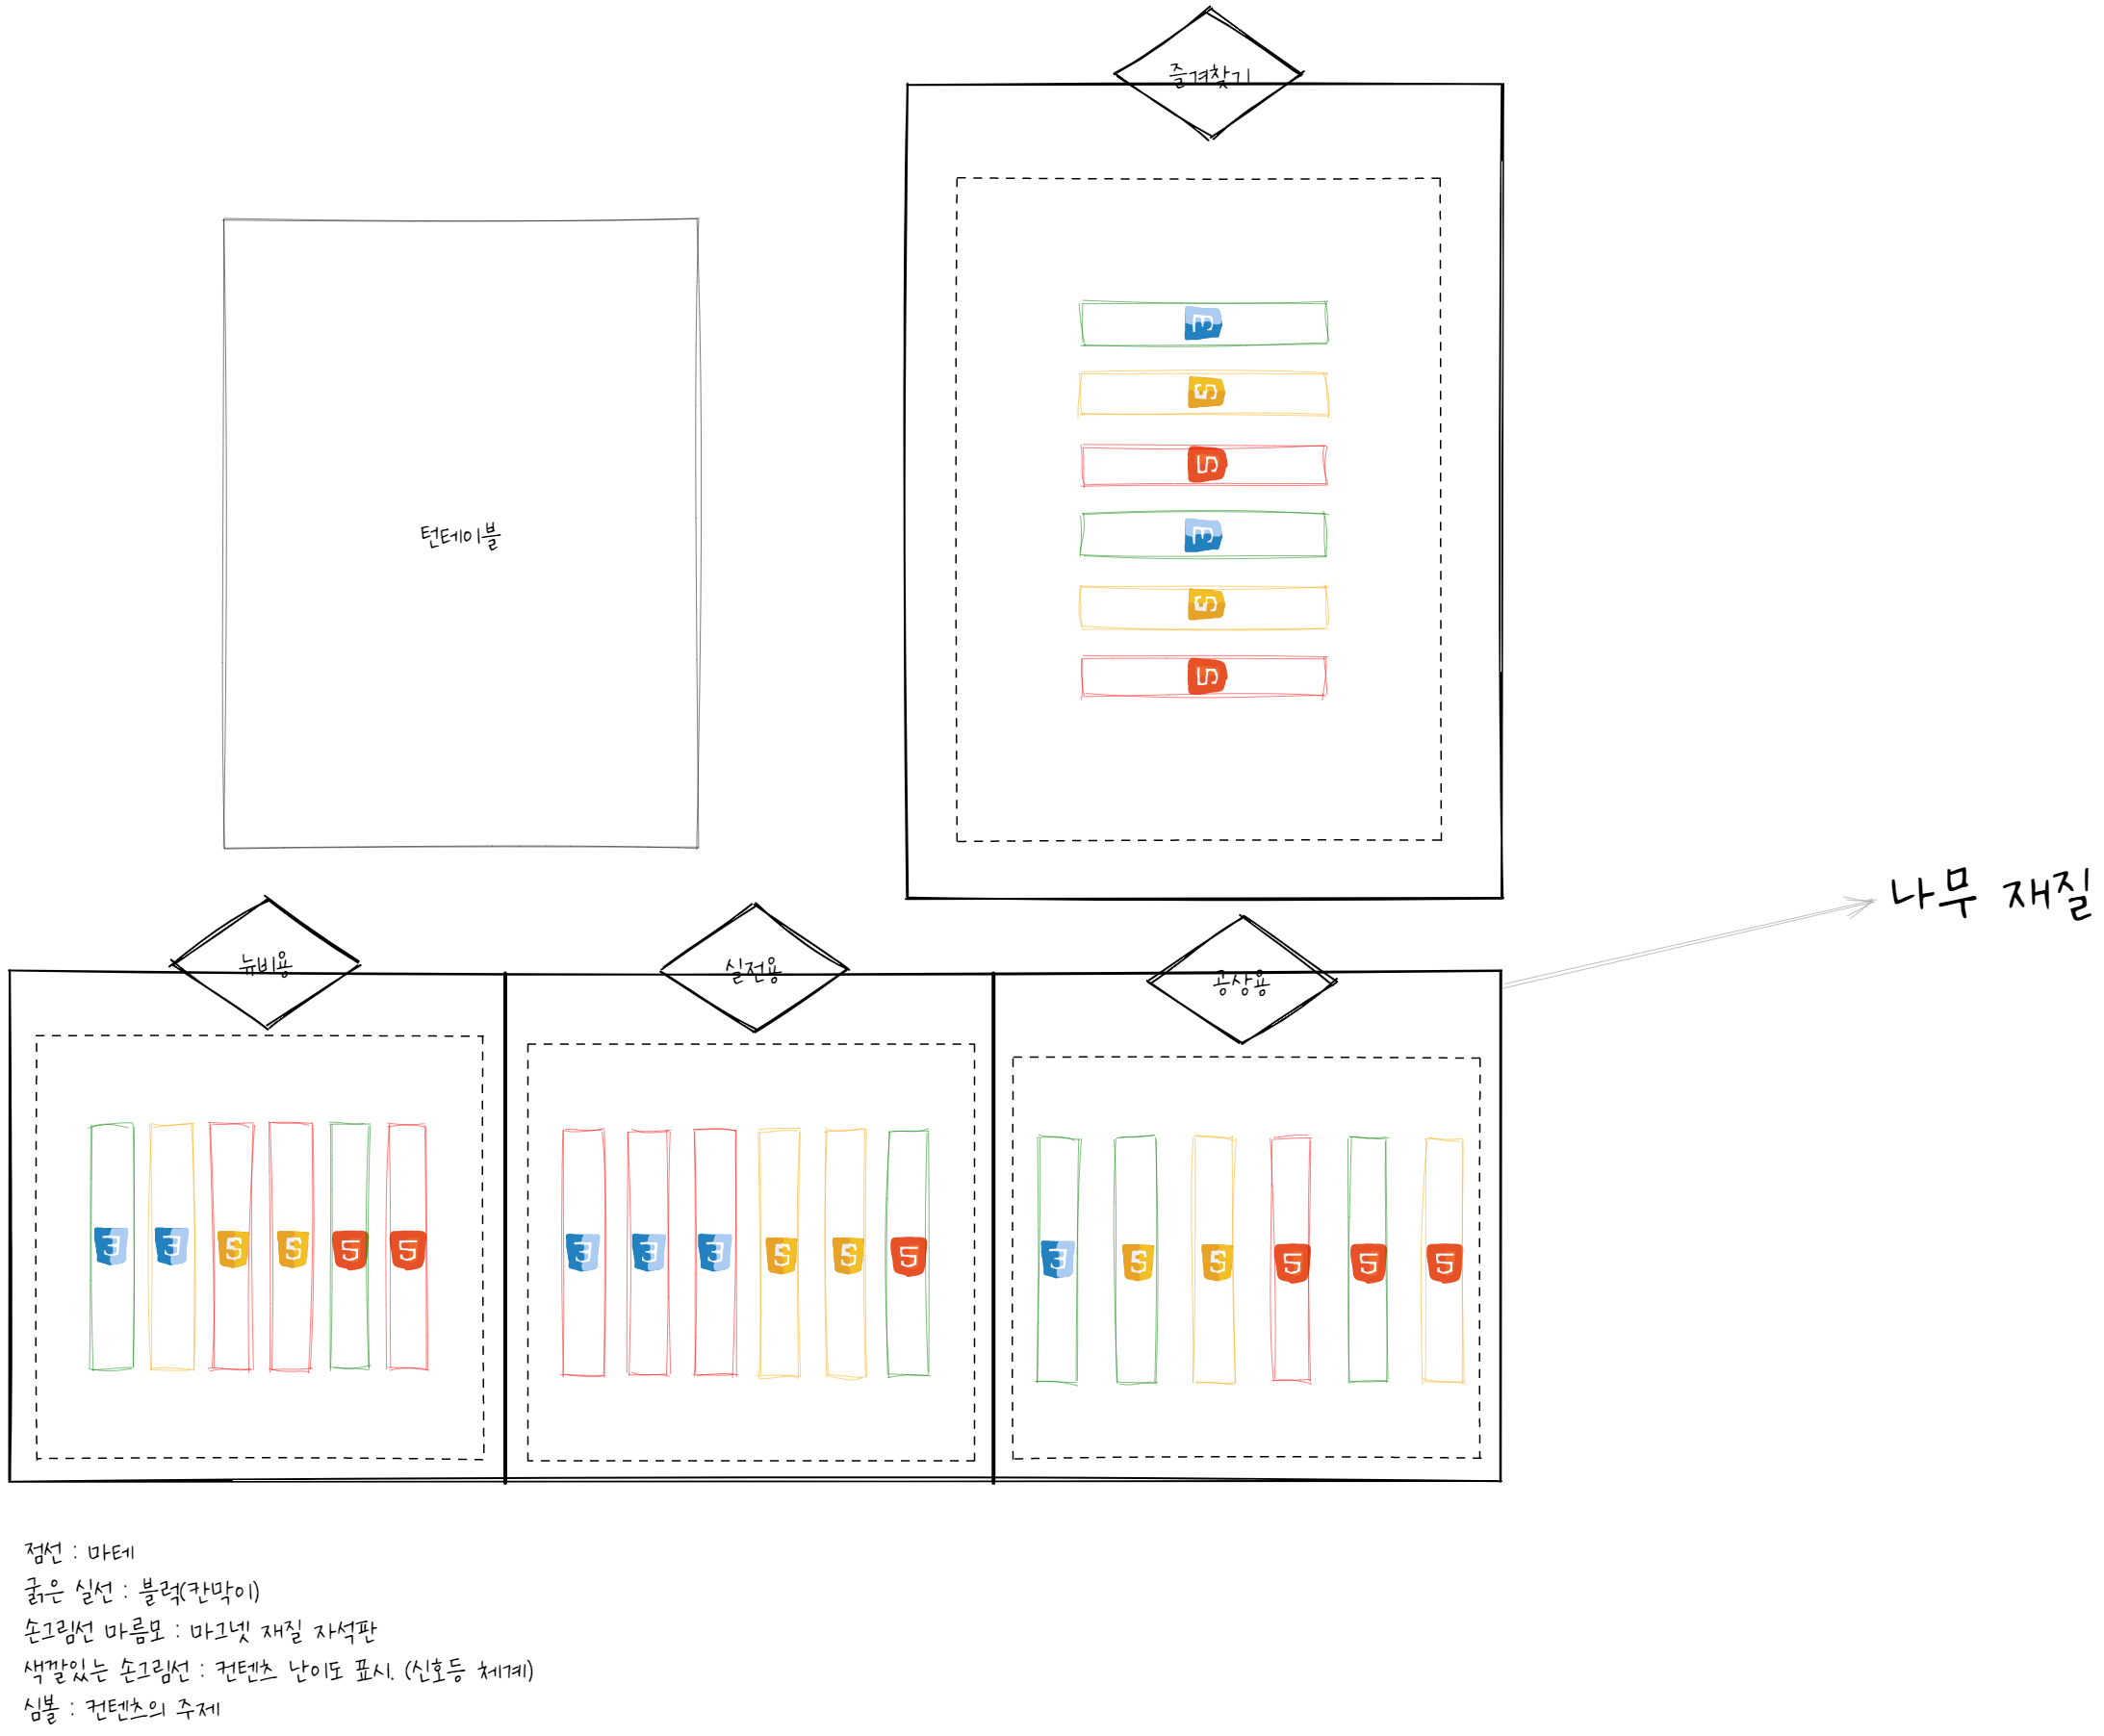 즐겨찾기
턴테이블
나무 재질
뉴비용
실전용
공상용
점선 : 마테
굵은 실선 : 블럭(칸막이)
손그림선 마름모 : 마그넷 재질 자석판
색깔있는 손그림선 : 컨텐츠 난이도 표시. (신호등 체계)
심볼 : 컨텐츠의 주제